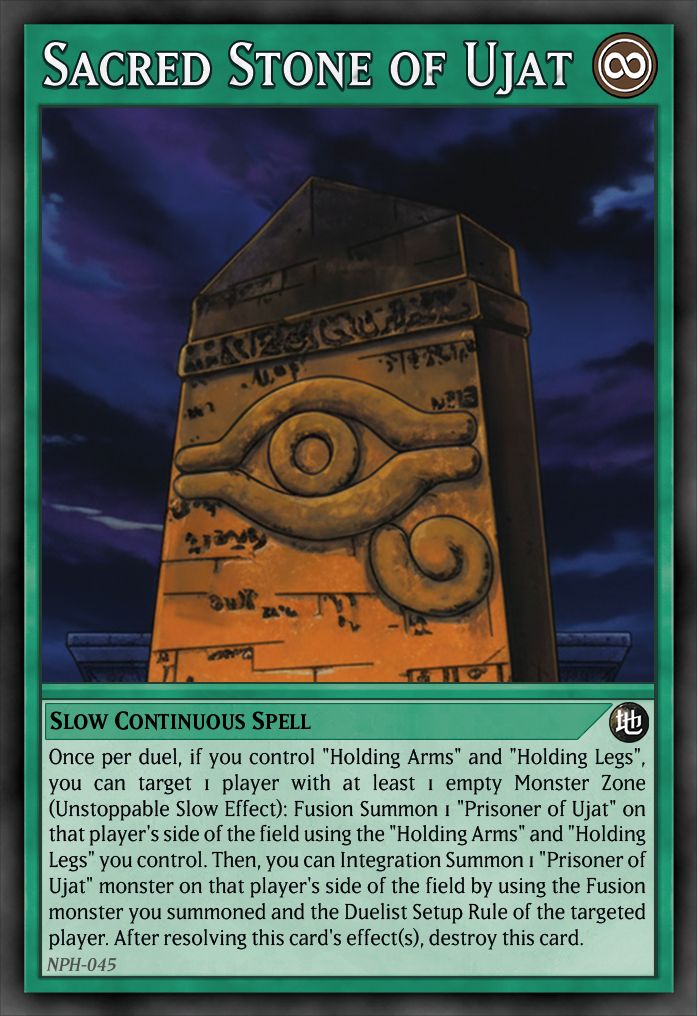 Sacred Stone of Ujat
Slow Continuous Spell
Once per duel, if you control "Holding Arms" and "Holding Legs",
you can target 1 player with at least 1 empty Monster Zone
(Unstoppable Slow Effect): Fusion Summon 1 "Prisoner of Ujat" on
that player's side of the field using the "Holding Arms" and "Holding
Legs" you control. Then, you can Integration Summon 1 "Prisoner of
Ujat" monster on that player's side of the field by using the Fusion
monster you summoned and the Duelist Setup Rule of the targeted
player. After resolving this card's effect(s), destroy this card.
NPH-045